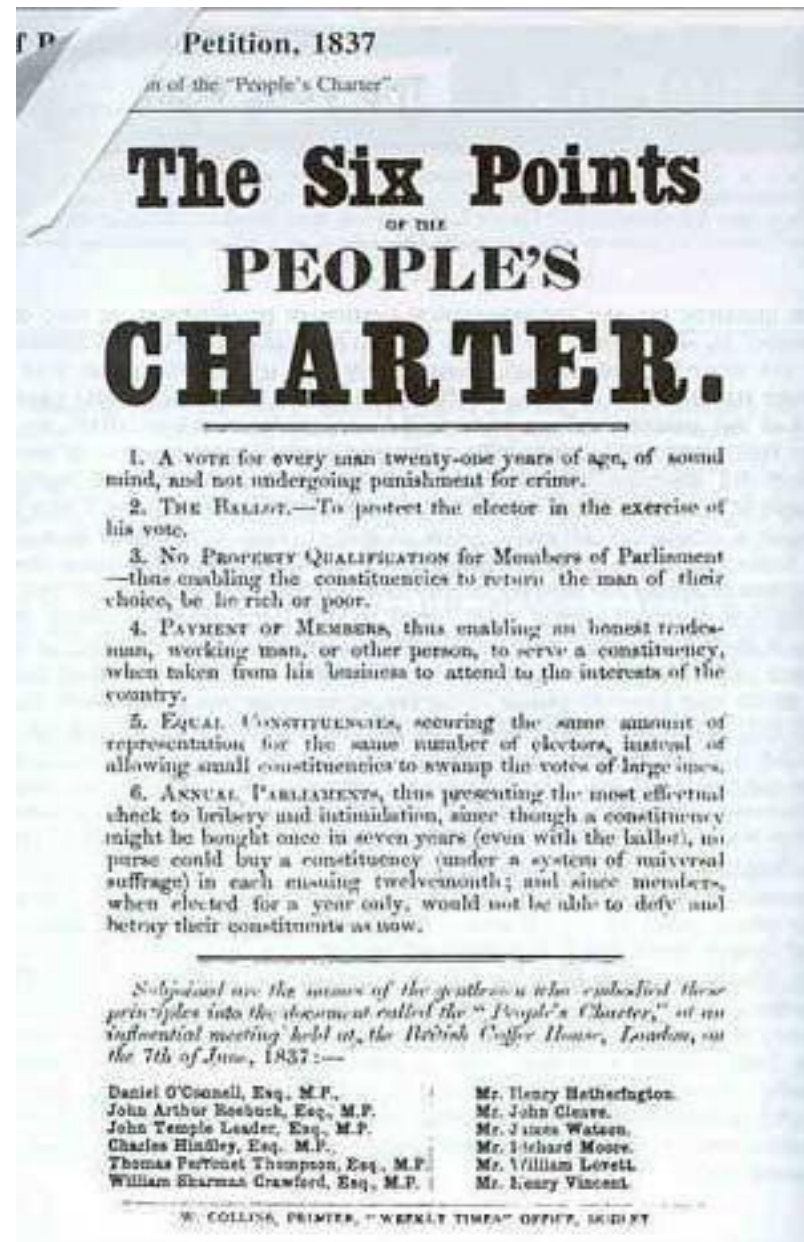 Petition, 1837
of the "People's Charter".
The Six Points
OF THE
PEOPLE'S
CHARTER.
1. A VOTE for every man twenty-one years of age, of sound
mind, and not undergoing punishment for crime.
2. THE BALLOT.—To protect the elector in the exercise of
his vote.
3. NO PROPERTY QUALIFICATION for Members of Parliament
—thus enabling the constituencies to return the man of their
choice, be he rich or poor.
4. PAYMENT OF MEMBERS, thus enabling an honest trades-
man, working man, or other person, to serve a constituency,
when taken from his business to attend to the interests of the
country.
5. EQUAL CONSTITUENCIES, securing the same amount of
representation for the same number of electors, instead of
allowing small constituencies to swamp the votes of large ones.
6. ANNUAL PARLIAMENTS, thus presenting the most effectual
check to bribery and intimidation, since though a constituency
might be bought once in seven years (even with the ballot), no
purse could buy a constituency (under a system of universal
suffrage) in each ensuing twelvemonth; and since members,
when elected for a year only, would not be able to defy and
betray their constituents as now.
Subjoined are the names of the gentlemen who embodied these
principles into the document called the "People's Charter," at an
influential meeting held at the British Coffee House, London, on
the 7th of June, 1837:—
Daniel O'Connell, Esq., M.P.,
John Arthur Roebuck, Esq., M.P.
John Temple Leader, Esq., M.P.
Charles Hindley, Esq., M.P.,
Thomas Perronet Thompson, Esq., M.P.
William Sharman Crawford, Esq., M.P.
Mr. Henry Hetherington.
Mr. John Cleave.
Mr. James Watson.
Mr. Richard Moore.
Mr. William Lovett.
Mr. Henry Vincent.
W. COLLINS, PRINTER, "WEEKLY TIMES" OFFICE, DUDLEY